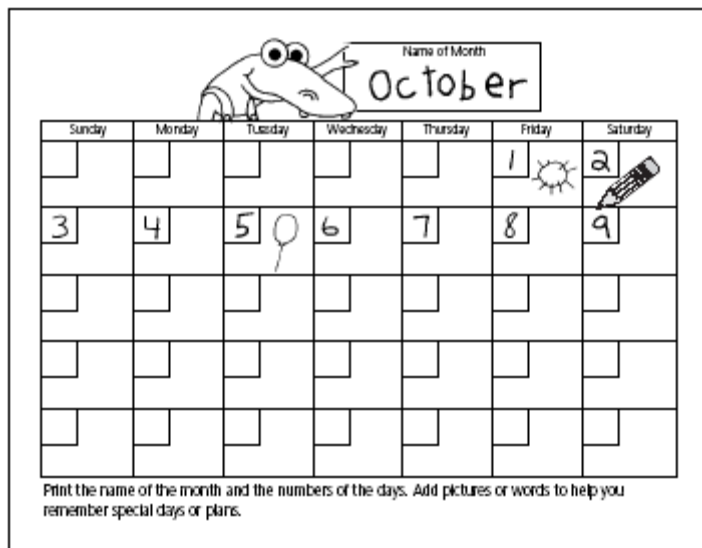 Name of Month
October
Sunday Monday Tuesday Wednesday Thursday Friday Saturday
1 2
3 4 5 6 7 8 9
Print the name of the month and the numbers of the days. Add pictures or words to help you
remember special days or plans.